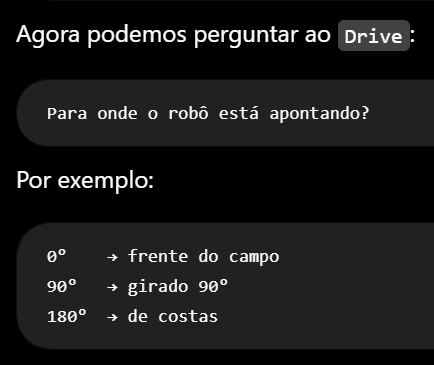 Agora podemos perguntar ao Drive:
Para onde o robô está apontando?
Por exemplo:
0° → frente do campo
90° → girado 90°
180° → de costas